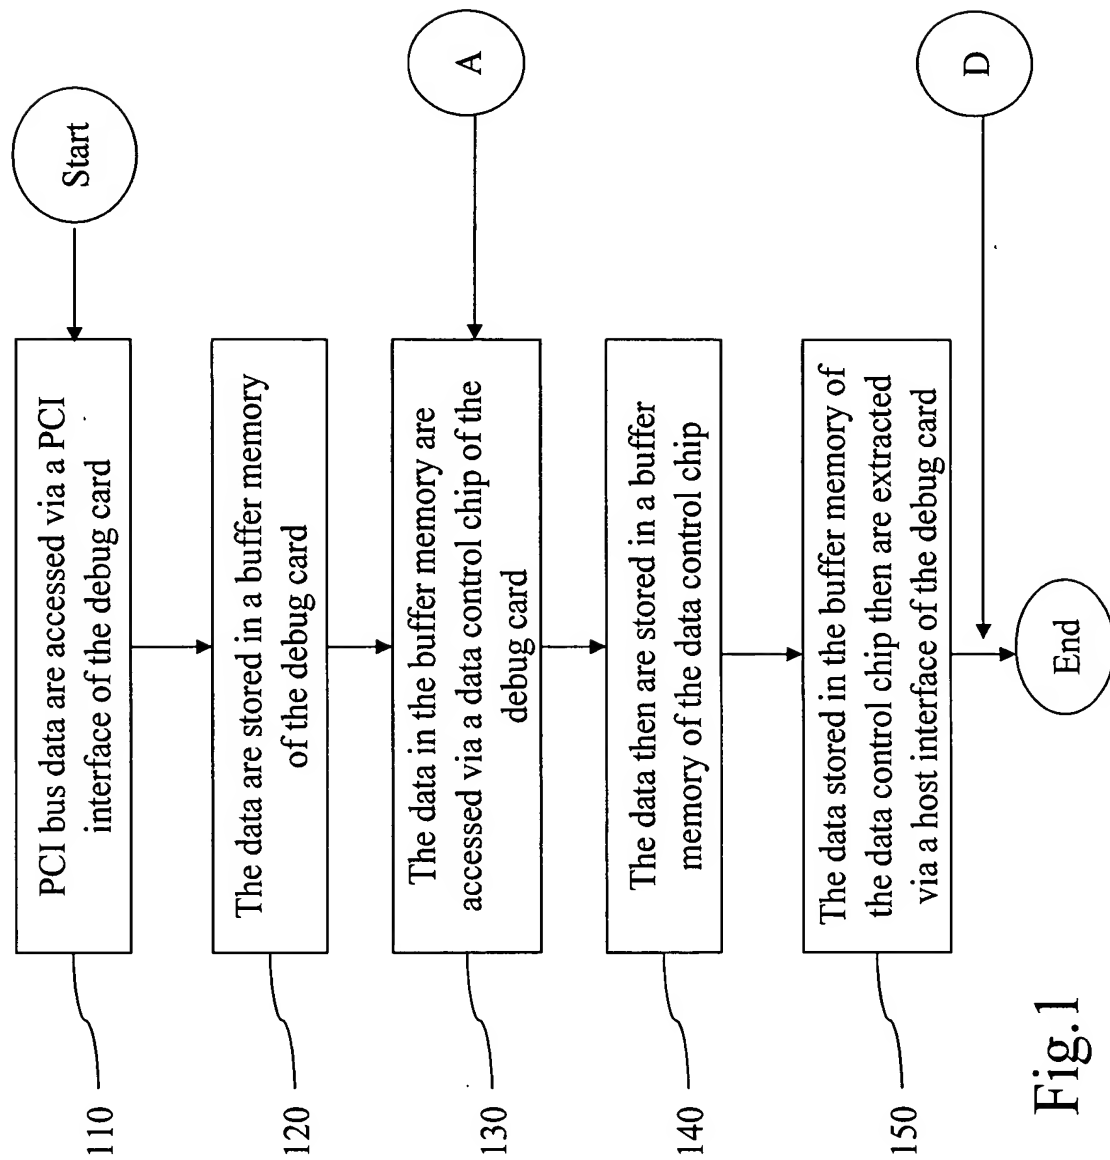 Start
110
PCI bus data are accessed via a PCI
interface of the debug card
120
The data are stored in a buffer memory
of the debug card
A
130
The data in the buffer memory are
accessed via a data control chip of the
debug card
140
The data then are stored in a buffer
memory of the data control chip
150
The data stored in the buffer memory of
the data control chip then are extracted
via a host interface of the debug card
D
End
Fig.1